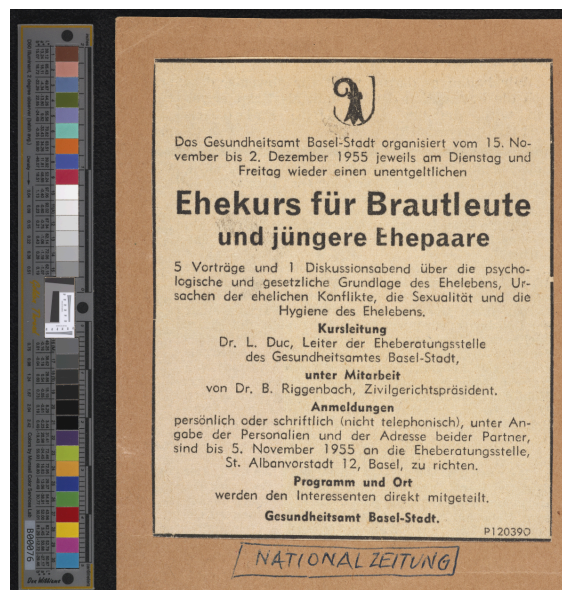 Das Gesundheitsamt Basel-Stadt organisiert vom 15. No-
vember bis 2. Dezember 1955 jeweils am Dienstag und
Freitag wieder einen unentgeltlichen
Ehekurs für Brautleute
und jüngere Ehepaare
5 Vorträge und 1 Diskussionsabend über die psycho-
logische und gesetzliche Grundlage des Ehelebens, Ur-
sachen der ehelichen Konflikte, die Sexualität und die
Hygiene des Ehelebens.
Kursleitung
Dr. L. Duc, Leiter der Eheberatungsstelle
des Gesundheitsamtes Basel-Stadt,
unter Mitarbeit
von Dr. B. Riggenbach, Zivilgerichtspräsident.
Anmeldungen
persönlich oder schriftlich (nicht telephonisch), unter An-
gabe der Personalien und der Adresse beider Partner,
sind bis 5. November 1955 an die Eheberatungsstelle,
St. Albanvorstadt 12, Basel, zu richten.
Programm und Ort
werden den Interessenten direkt mitgeteilt.
Gesundheitsamt Basel-Stadt.
P120390
NATIONALZEITUNG
B000076